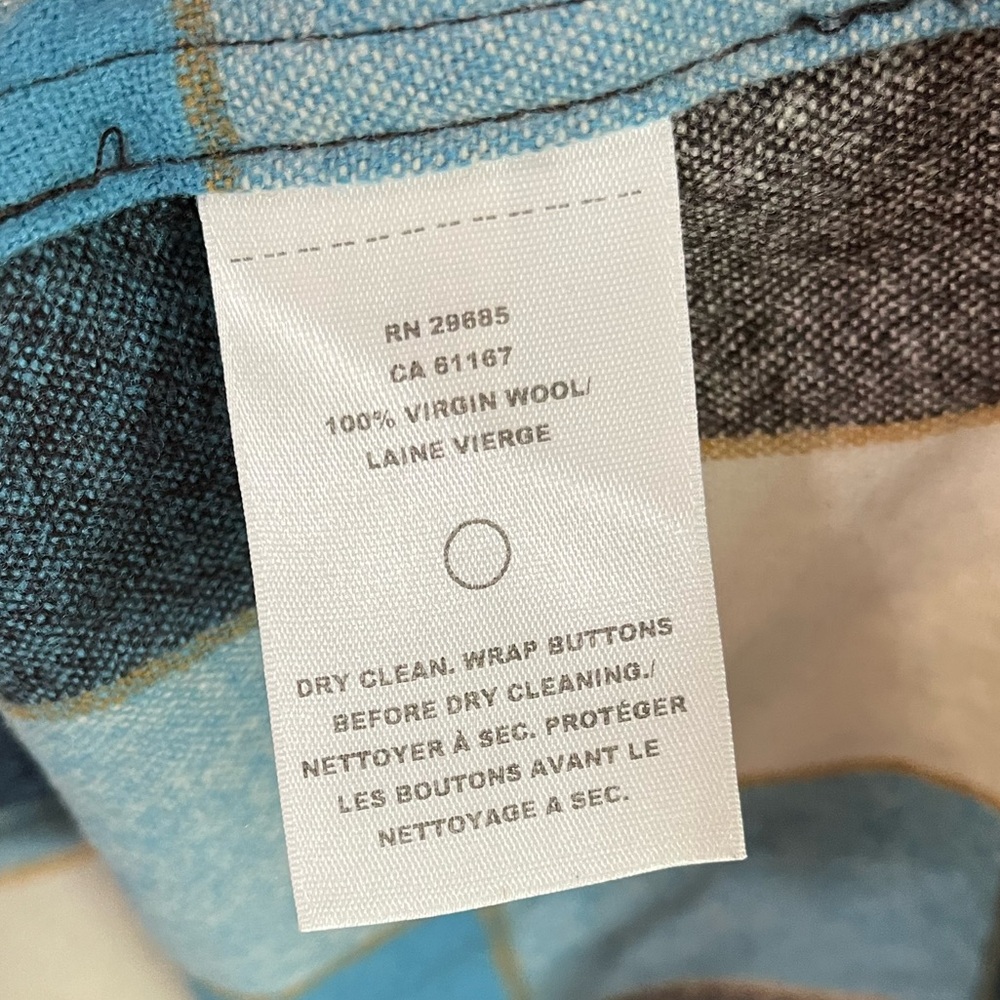 RN 29685
CA 61167
100% VIRGIN WOOL/
LAINE VIERGE
DRY CLEAN. WRAP BUTTONS
BEFORE DRY CLEANING./
NETTOYER À SEC. PROTÉGER
LES BOUTONS AVANT LE
NETTOYAGE A SEC.